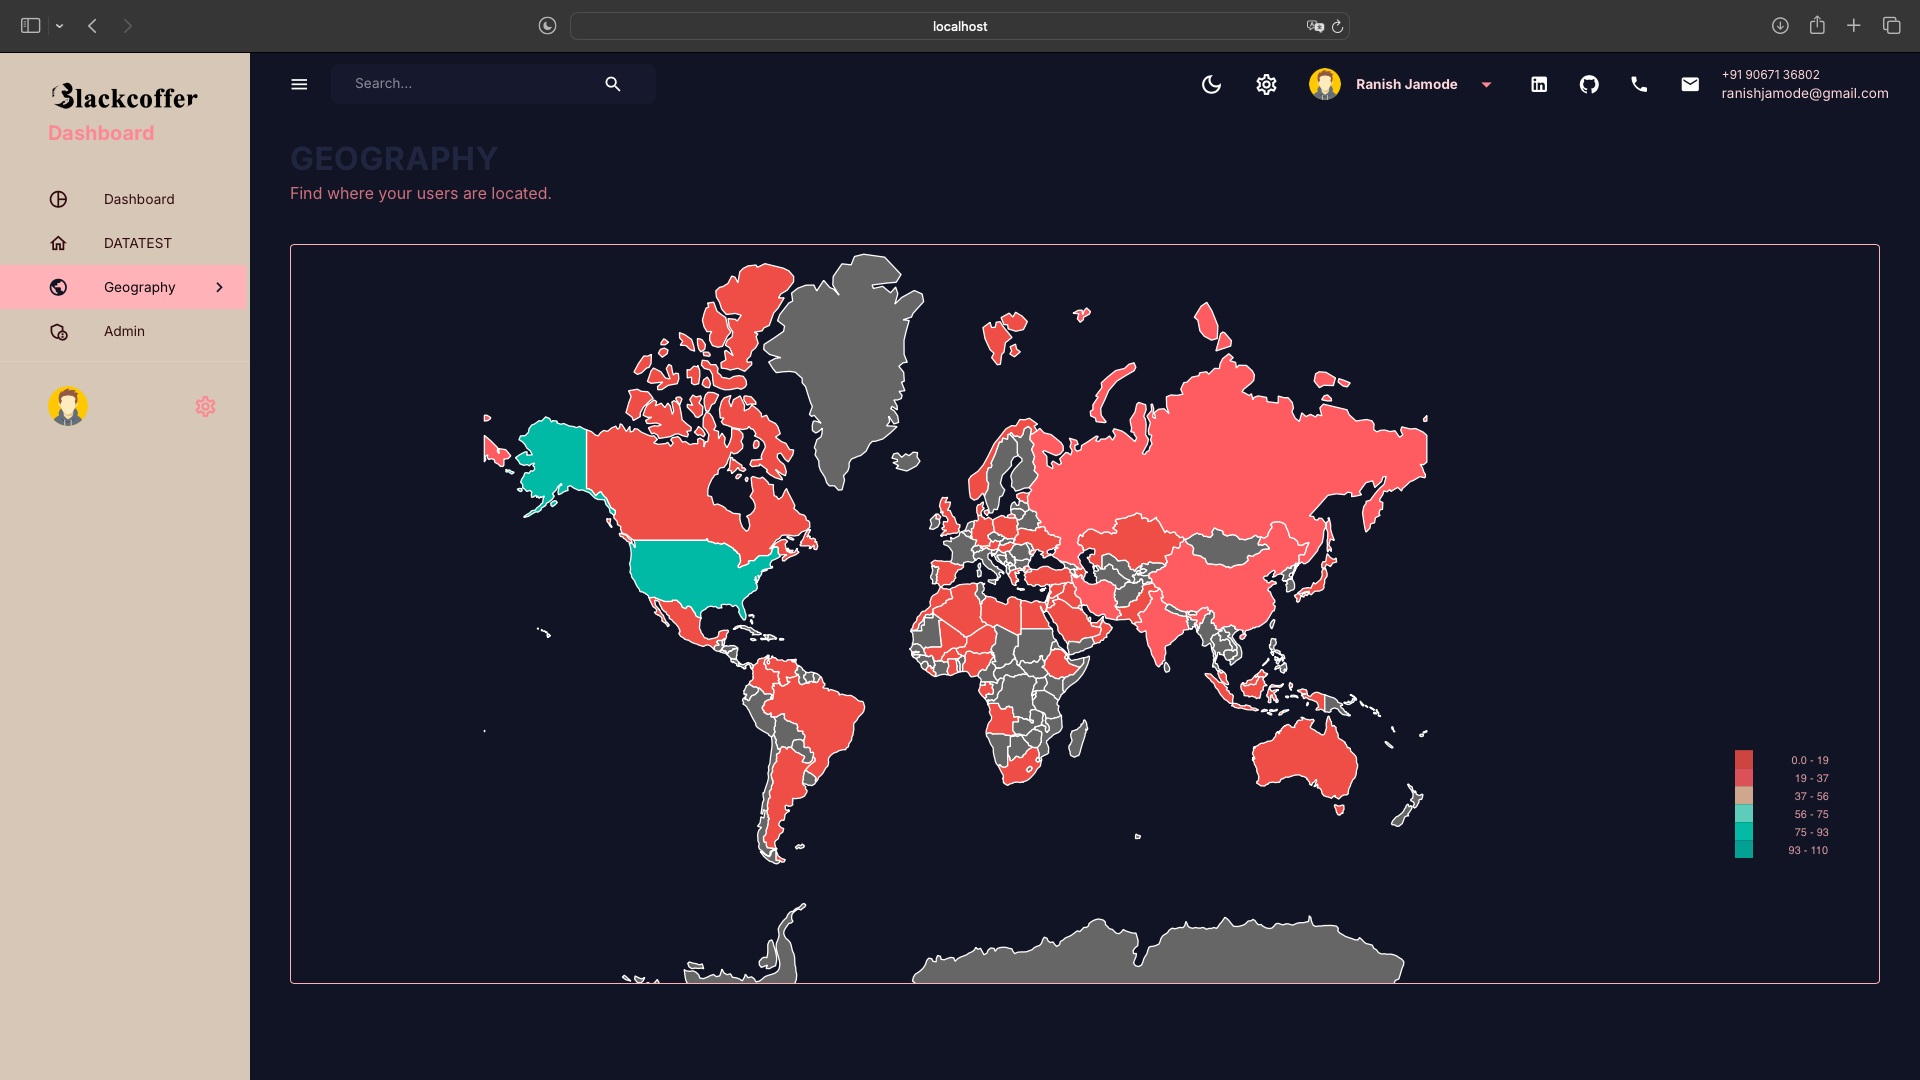 localhost
Blackcoffer
Dashboard
Dashboard
DATATEST
Geography
Admin
Search...
Ranish Jamode
+91 90671 36802
ranishjamode@gmail.com
GEOGRAPHY
Find where your users are located.
0.0 - 19
19 - 37
37 - 56
56 - 75
75 - 93
93 - 110